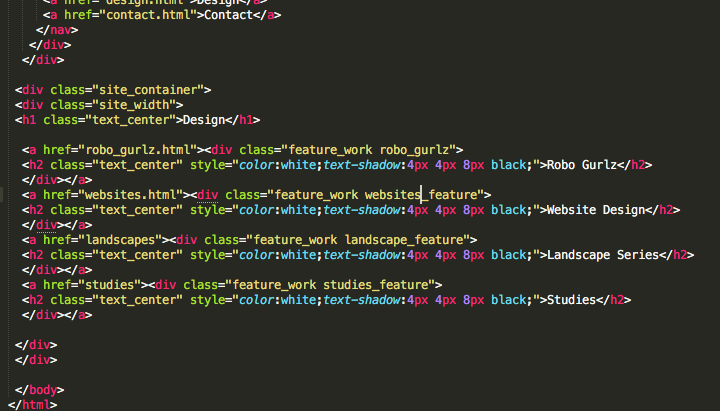 <a href="design.html">Design</a>
<a href="contact.html">Contact</a>
</nav>
</div>
</div>
<div class="site_container">
<div class="site_width">
<h1 class="text_center">Design</h1>
<a href="robo_gurlz.html"><div class="feature_work robo_gurlz">
<h2 class="text_center" style="color:white;text-shadow:4px 4px 8px black;">Robo Gurlz</h2>
</div></a>
<a href="websites.html"><div class="feature_work websites_feature">
<h2 class="text_center" style="color:white;text-shadow:4px 4px 8px black;">Website Design</h2>
</div></a>
<a href="landscapes"><div class="feature_work landscape_feature">
<h2 class="text_center" style="color:white;text-shadow:4px 4px 8px black;">Landscape Series</h2>
</div></a>
<a href="studies"><div class="feature_work studies_feature">
<h2 class="text_center" style="color:white;text-shadow:4px 4px 8px black;">Studies</h2>
</div></a>
</div>
</div>
</body>
</html>